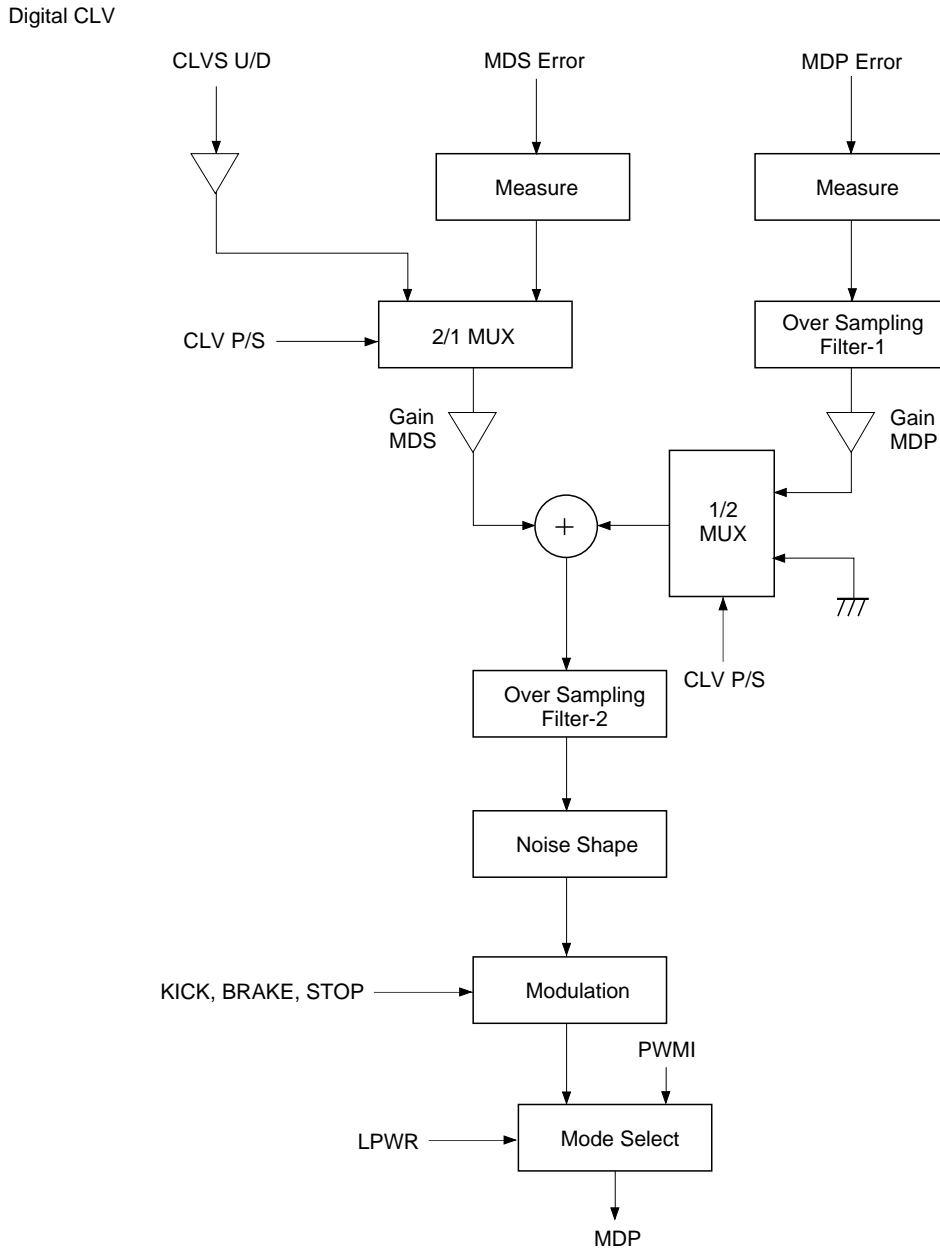 Digital CLV
CLVS U/D
MDS Error
MDP Error
Measure
Measure
CLV P/S
2/1 MUX
Over Sampling
Filter-1
Gain
MDS
Gain
MDP
1/2
MUX
+
CLV P/S
Over Sampling
Filter-2
Noise Shape
KICK, BRAKE, STOP
Modulation
PWMI
LPWR
Mode Select
MDP